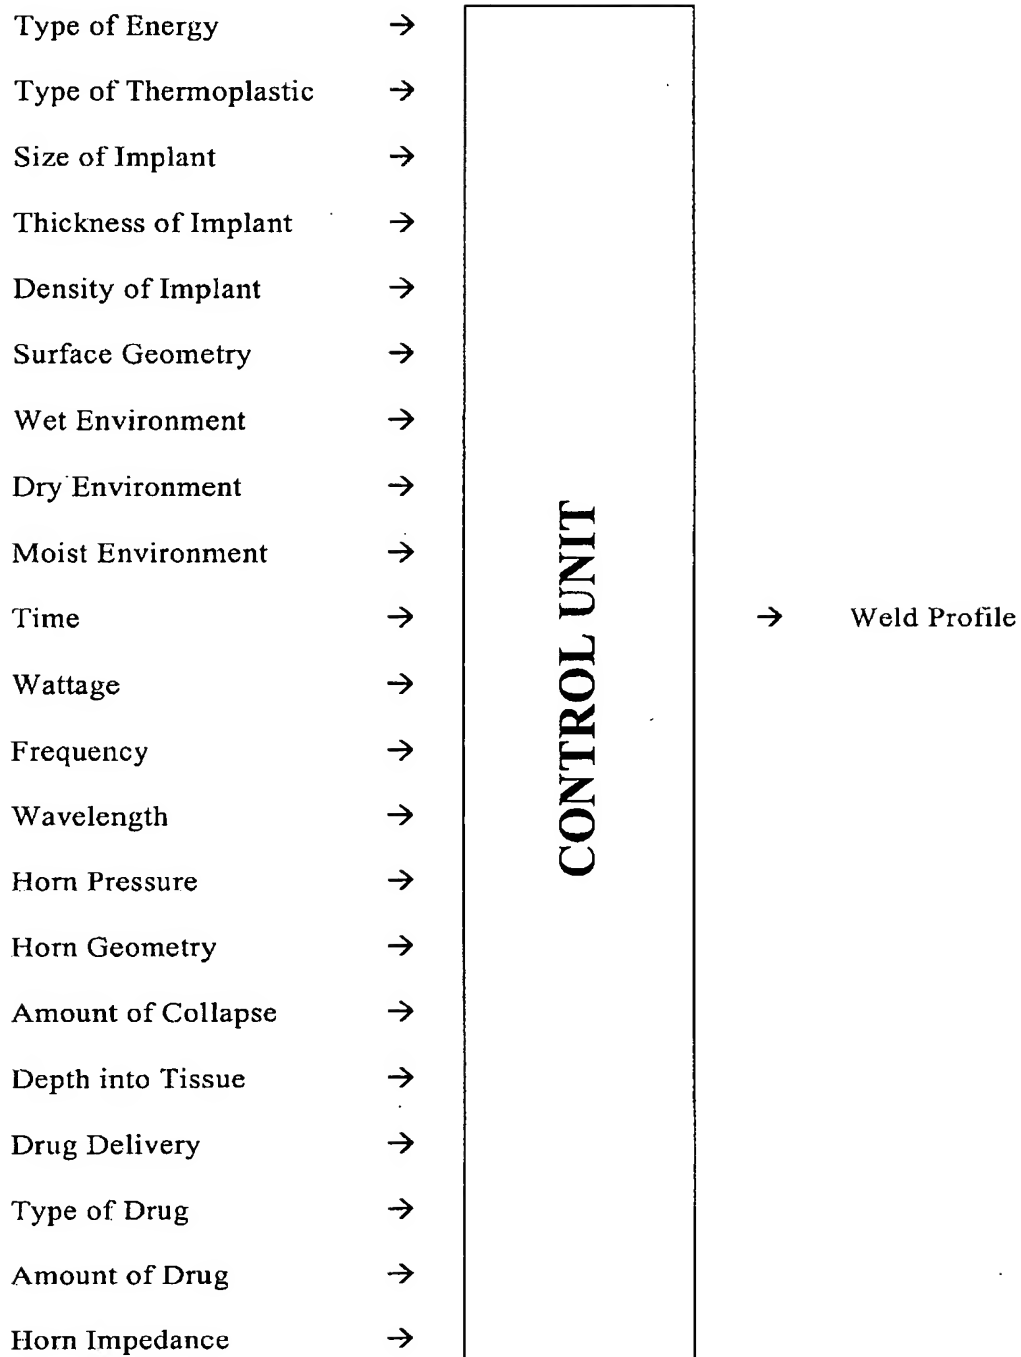 Type of Energy →
Type of Thermoplastic →
Size of Implant →
Thickness of Implant →
Density of Implant →
Surface Geometry →
Wet Environment →
Dry Environment →
Moist Environment →
Time → → Weld Profile
Wattage →
Frequency →
Wavelength →
Horn Pressure →
Horn Geometry →
Amount of Collapse →
Depth into Tissue →
Drug Delivery →
Type of Drug →
Amount of Drug →
Horn Impedance →
CONTROL UNIT